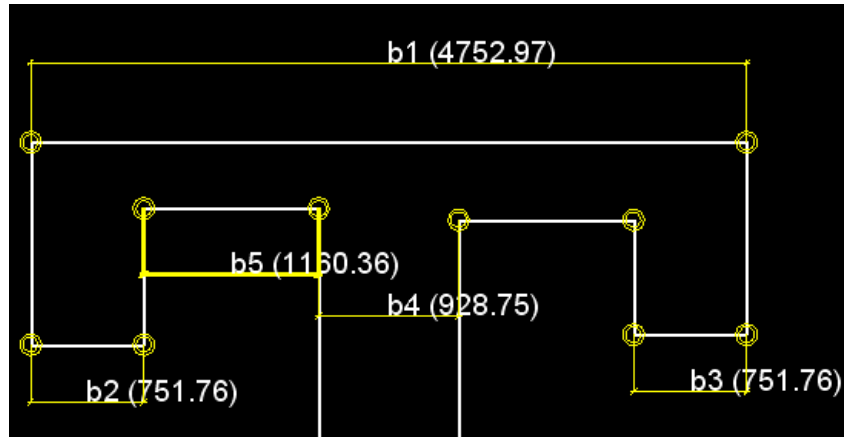 b1 (4752.97)
b5 (1160.36)
b4 (928.75)
b2 (751.76)
b3 (751.76)